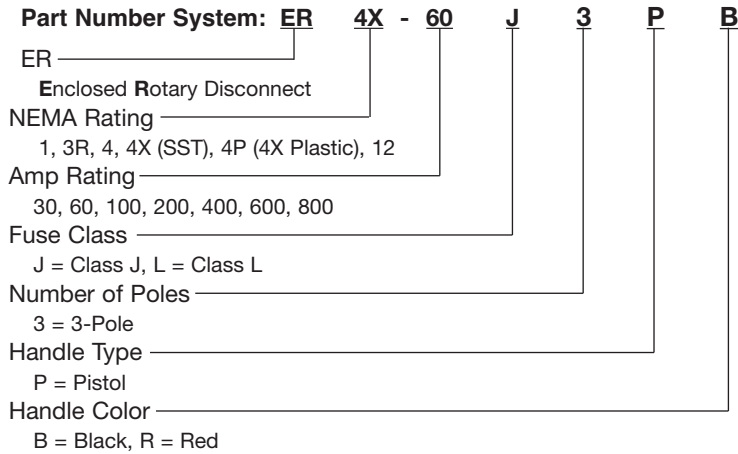 Part Number System: ER 4X - 60 J 3 P B
ER
Enclosed Rotary Disconnect
NEMA Rating
1, 3R, 4, 4X (SST), 4P (4X Plastic), 12
Amp Rating
30, 60, 100, 200, 400, 600, 800
Fuse Class
J = Class J, L = Class L
Number of Poles
3 = 3-Pole
Handle Type
P = Pistol
Handle Color
B = Black, R = Red